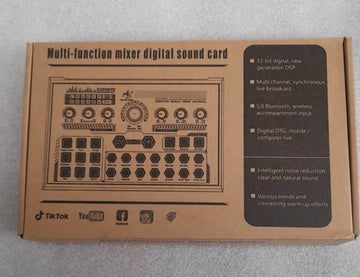 Multi-function mixer digital sound card
32 bit digital, new
generation DSP
Multi channel, synchronous
live broadcast
5.0 Bluetooth, wireless
accompaniment input
Digital OTG, mobile /
computer live
Intelligent noise reduction,
clear and natural sound
Various trends and
interesting warm up effects
TikTok
YouTube
facebook